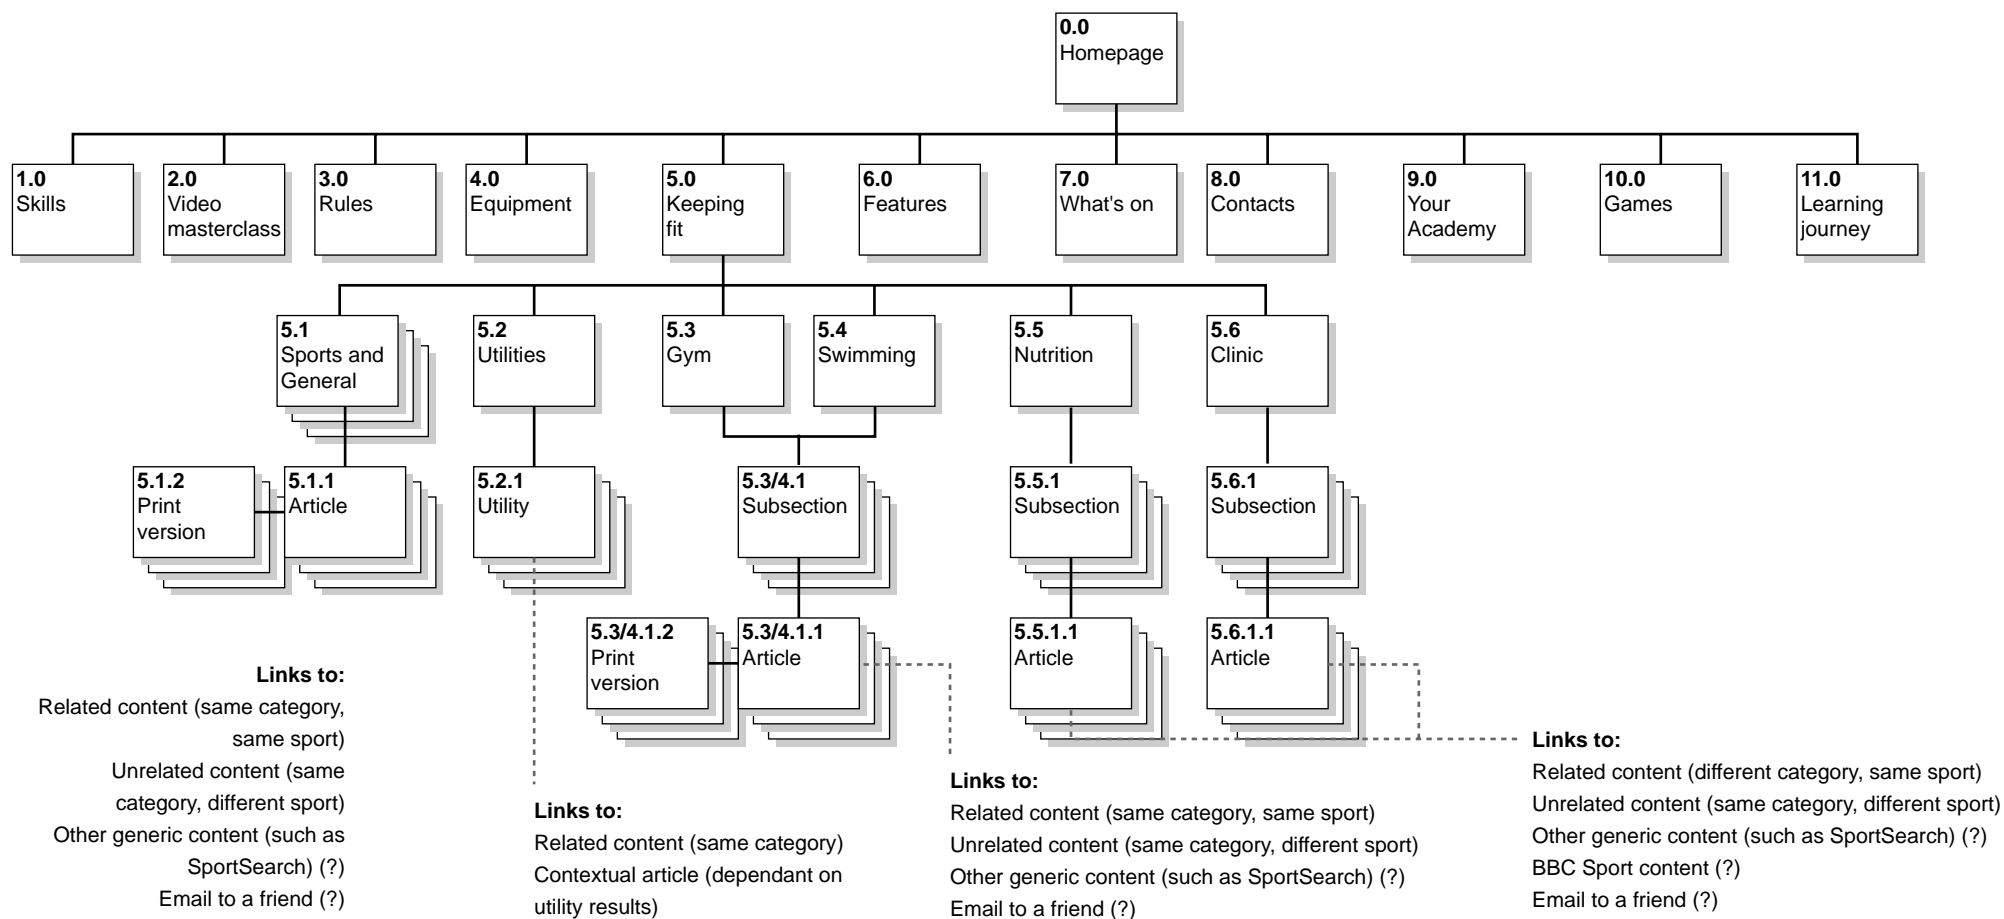 0.0
Homepage
1.0
Skills
2.0
Video
masterclass
3.0
Rules
4.0
Equipment
5.0
Keeping
fit
6.0
Features
7.0
What's on
8.0
Contacts
9.0
Your
Academy
10.0
Games
11.0
Learning
journey
5.1
Sports and
General
5.2
Utilities
5.3
Gym
5.4
Swimming
5.5
Nutrition
5.6
Clinic
5.1.2
Print
version
5.1.1
Article
5.2.1
Utility
5.3/4.1
Subsection
5.5.1
Subsection
5.6.1
Subsection
5.3/4.1.2
Print
version
5.3/4.1.1
Article
5.5.1.1
Article
5.6.1.1
Article
Links to:
Related content (same category,
same sport)
Unrelated content (same
category, different sport)
Other generic content (such as
SportSearch) (?)
Email to a friend (?)
Links to:
Related content (same category)
Contextual article (dependant on
utility results)
Links to:
Related content (same category, same sport)
Unrelated content (same category, different sport)
Other generic content (such as SportSearch) (?)
Email to a friend (?)
Links to:
Related content (different category, same sport)
Unrelated content (same category, different sport)
Other generic content (such as SportSearch) (?)
BBC Sport content (?)
Email to a friend (?)